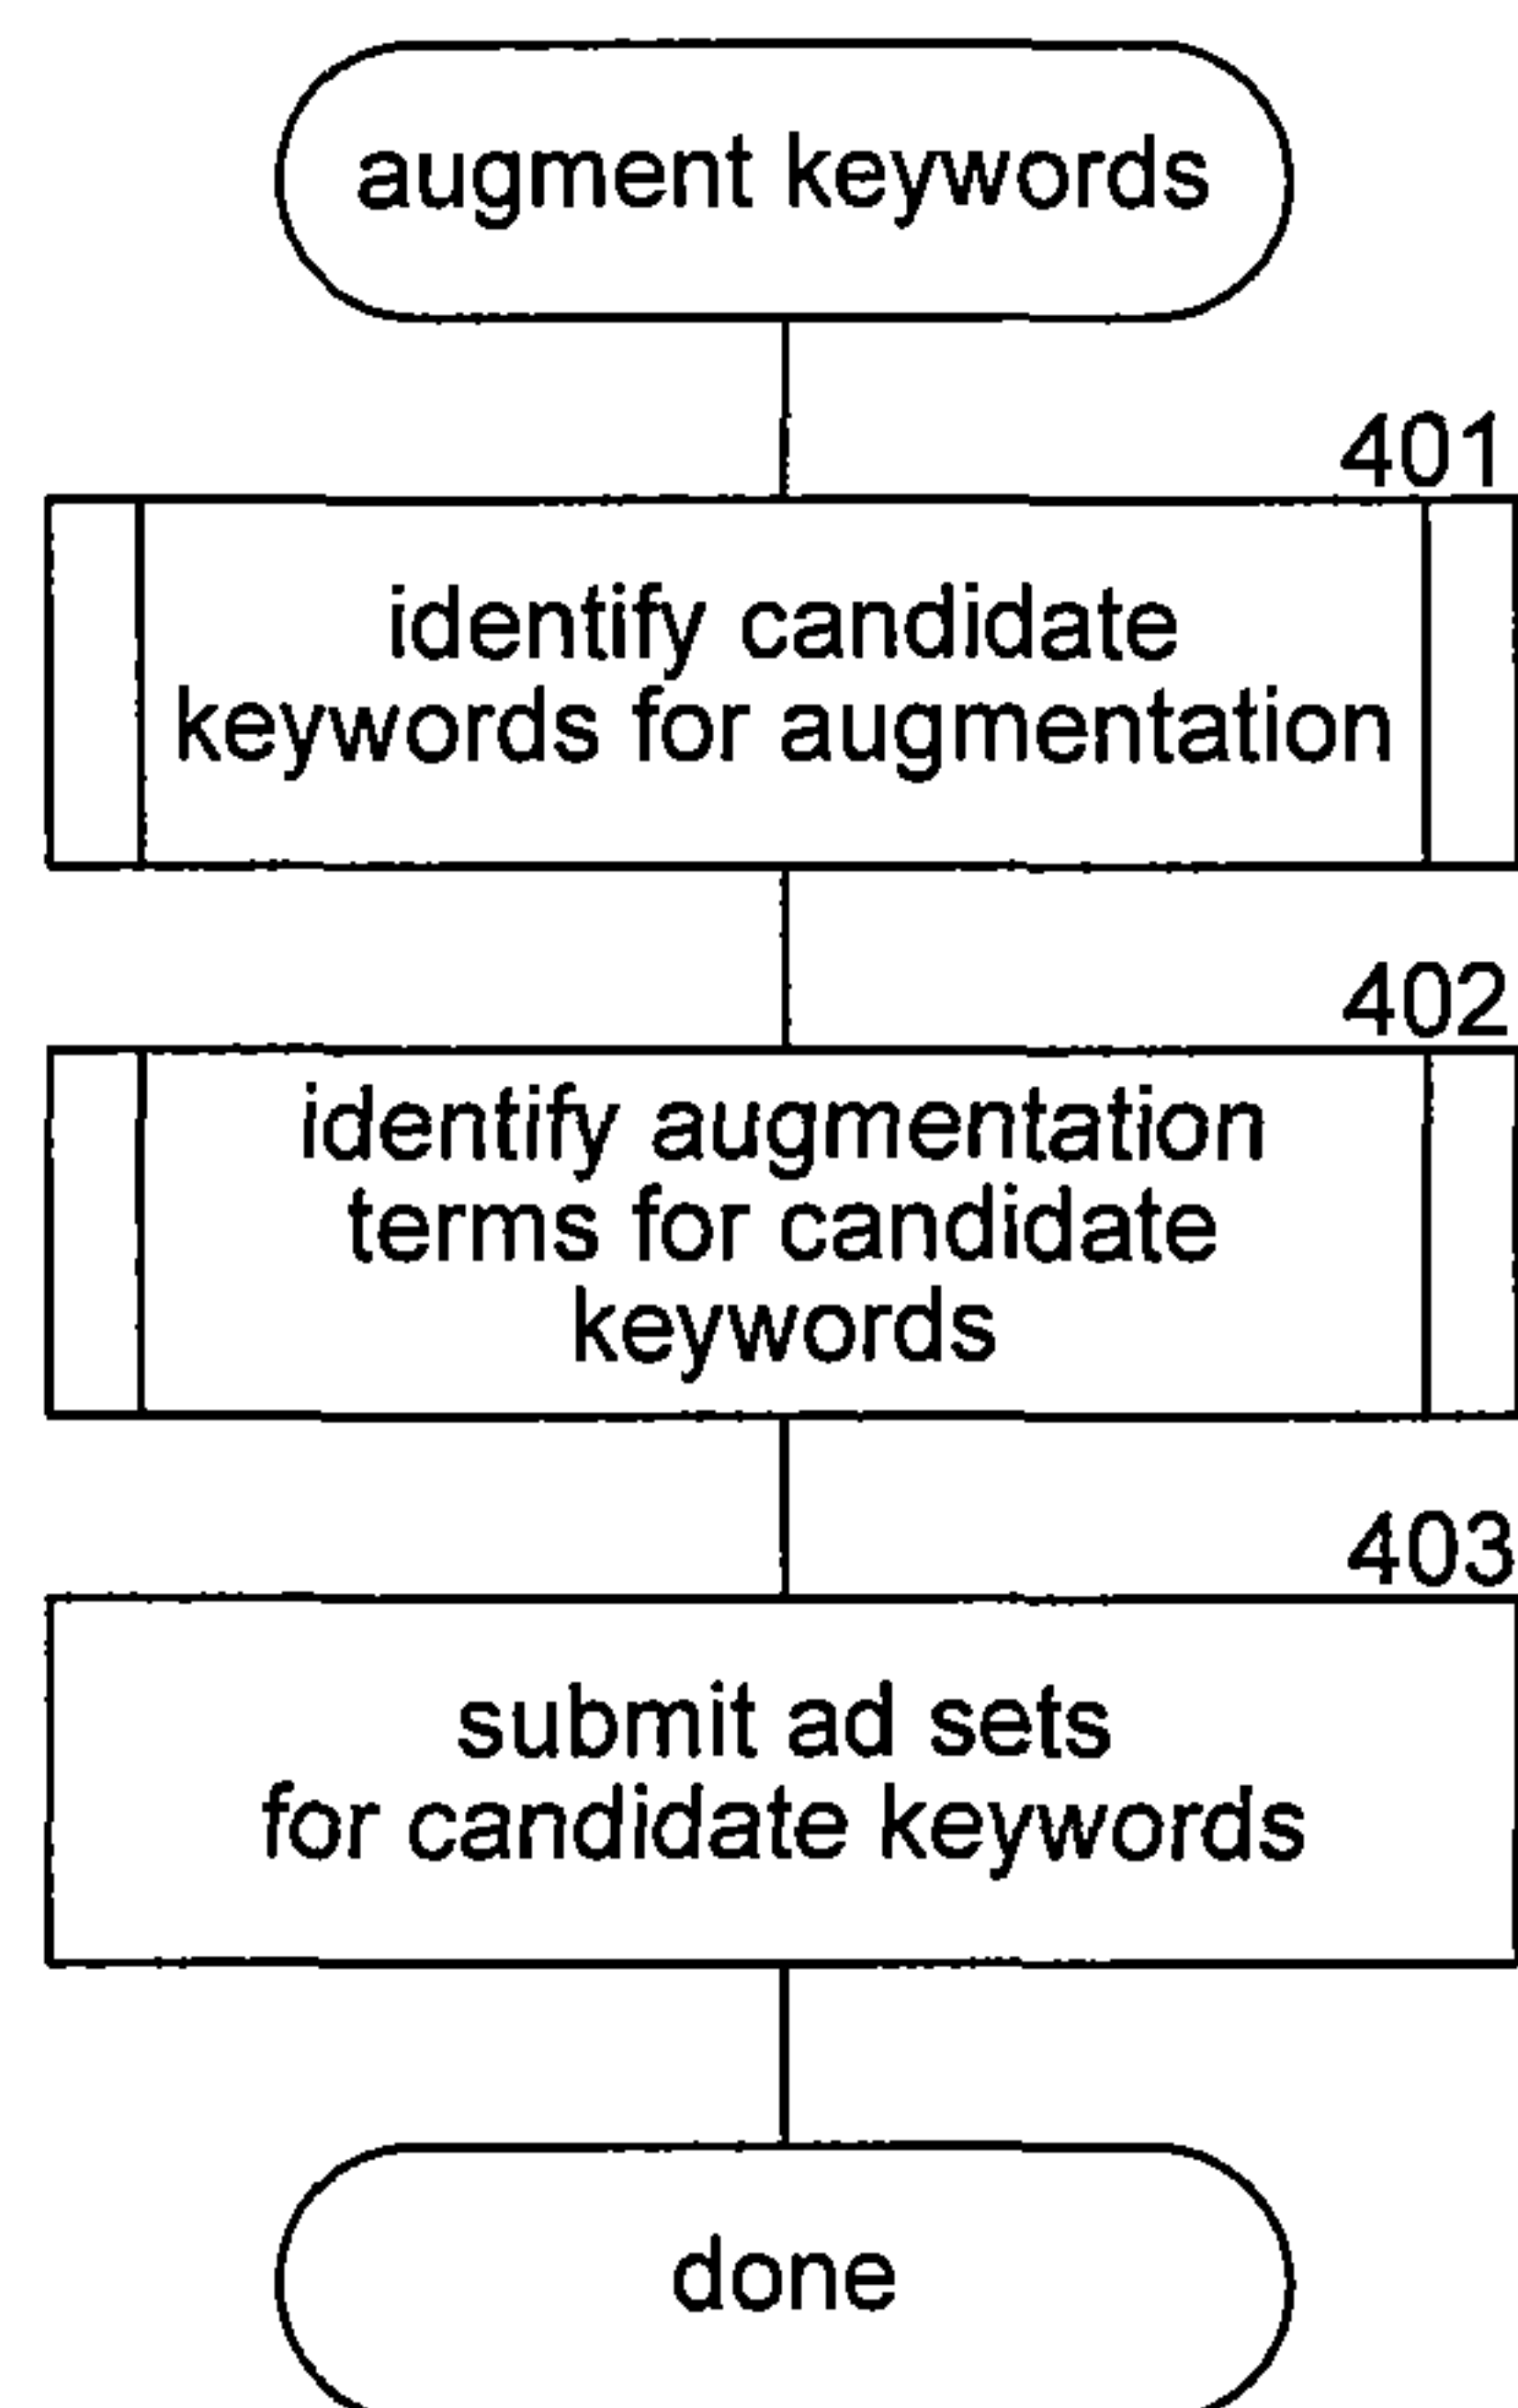 augment keywords
401
identify candidate
keywords for augmentation
402
identify augmentation
terms for candidate
keywords
403
submit ad sets
for candidate keywords
done